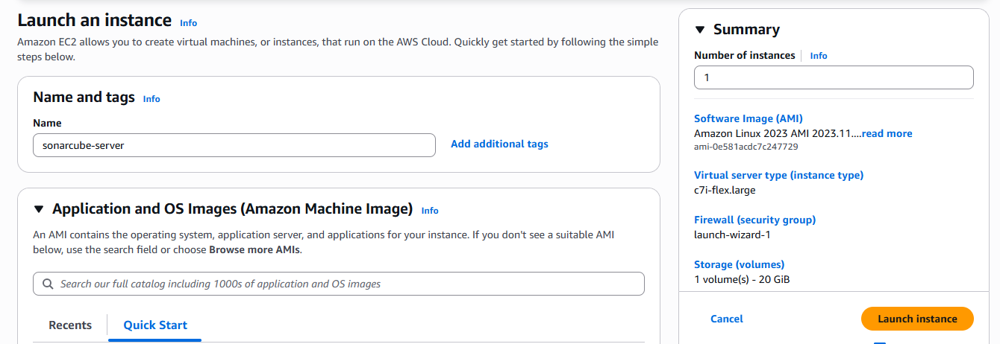 Launch an instance Info
Amazon EC2 allows you to create virtual machines, or instances, that run on the AWS Cloud. Quickly get started by following the simple
steps below.
Name and tags Info
Name
sonarcube-server
Add additional tags
Application and OS Images (Amazon Machine Image) Info
An AMI contains the operating system, application server, and applications for your instance. If you don't see a suitable AMI
below, use the search field or choose Browse more AMIs.
Search our full catalog including 1000s of application and OS images
Recents
Quick Start
Summary
Number of instances Info
1
Software Image (AMI)
Amazon Linux 2023 AMI 2023.11....read more
ami-0e581acdc7c247729
Virtual server type (instance type)
c7i-flex.large
Firewall (security group)
launch-wizard-1
Storage (volumes)
1 volume(s) - 20 GiB
Cancel
Launch instance